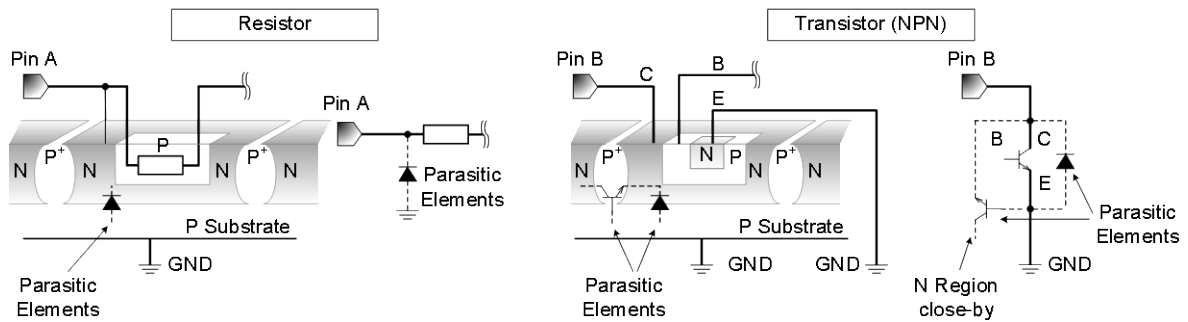 Resistor
Pin A
P
N
P+
N
P+
N
N
P Substrate
GND
Parasitic
Elements
Pin A
Parasitic
Elements
Transistor (NPN)
Pin B
C
B
E
N
P+
N
N
P
P+
N
N
P Substrate
GND
GND
Parasitic
Elements
Pin B
B
C
E
Parasitic
Elements
GND
N Region
close-by